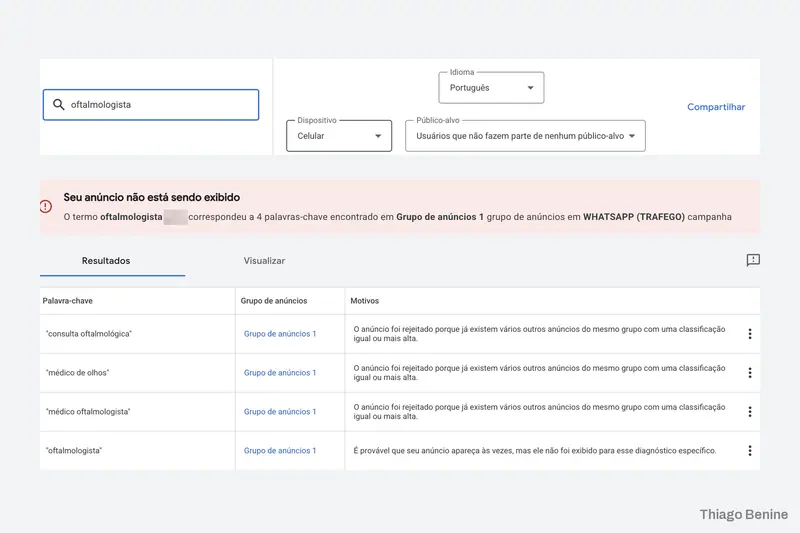 Idioma
Português
oftalmologista
Compartilhar
Dispositivo
Celular
Público-alvo
Usuários que não fazem parte de nenhum público-alvo
Seu anúncio não está sendo exibido
O termo oftalmologista correspondeu a 4 palavras-chave encontrado em Grupo de anúncios 1 grupo de anúncios em WHATSAPP (TRAFEGO) campanha
Resultados
Visualizar
Palavra-chave
Grupo de anúncios
Motivos
"consulta oftalmológica"
Grupo de anúncios 1
O anúncio foi rejeitado porque já existem vários outros anúncios do mesmo grupo com uma classificação
igual ou mais alta.
"médico de olhos"
Grupo de anúncios 1
O anúncio foi rejeitado porque já existem vários outros anúncios do mesmo grupo com uma classificação
igual ou mais alta.
"médico oftalmologista"
Grupo de anúncios 1
O anúncio foi rejeitado porque já existem vários outros anúncios do mesmo grupo com uma classificação
igual ou mais alta.
"oftalmologista"
Grupo de anúncios 1
É provável que seu anúncio apareça às vezes, mas ele não foi exibido para esse diagnóstico específico.
Thiago Benine